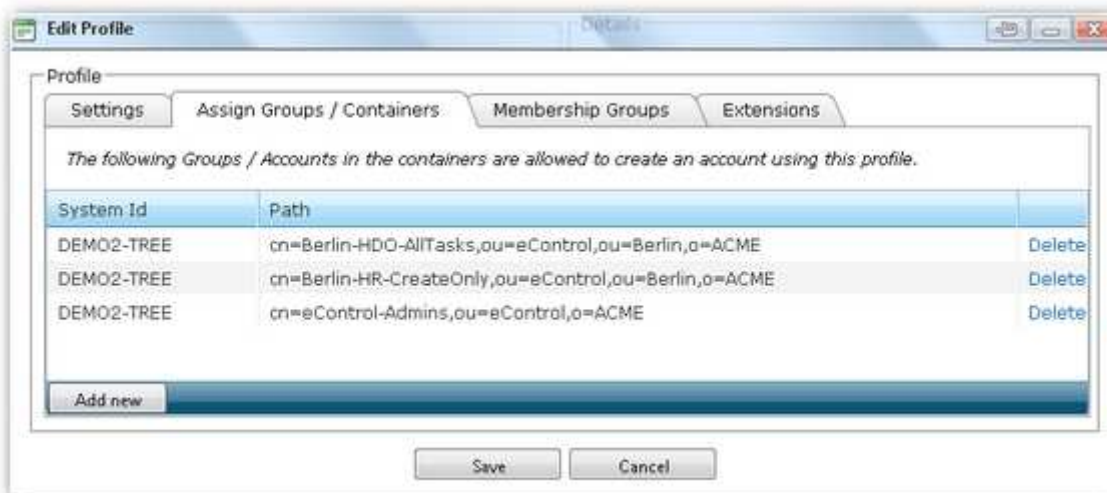 Edit Profile
Details
Profile
Settings Assign Groups / Containers Membership Groups Extensions
The following Groups / Accounts in the containers are allowed to create an account using this profile.
System Id Path
DEMO2-TREE cn=Berlin-HDO-AllTasks,ou=eControl,ou=Berlin,o=ACME Delete
DEMO2-TREE cn=Berlin-HR-CreateOnly,ou=eControl,ou=Berlin,o=ACME Delete
DEMO2-TREE cn=eControl-Admins,ou=eControl,o=ACME Delete
Add new
Save Cancel